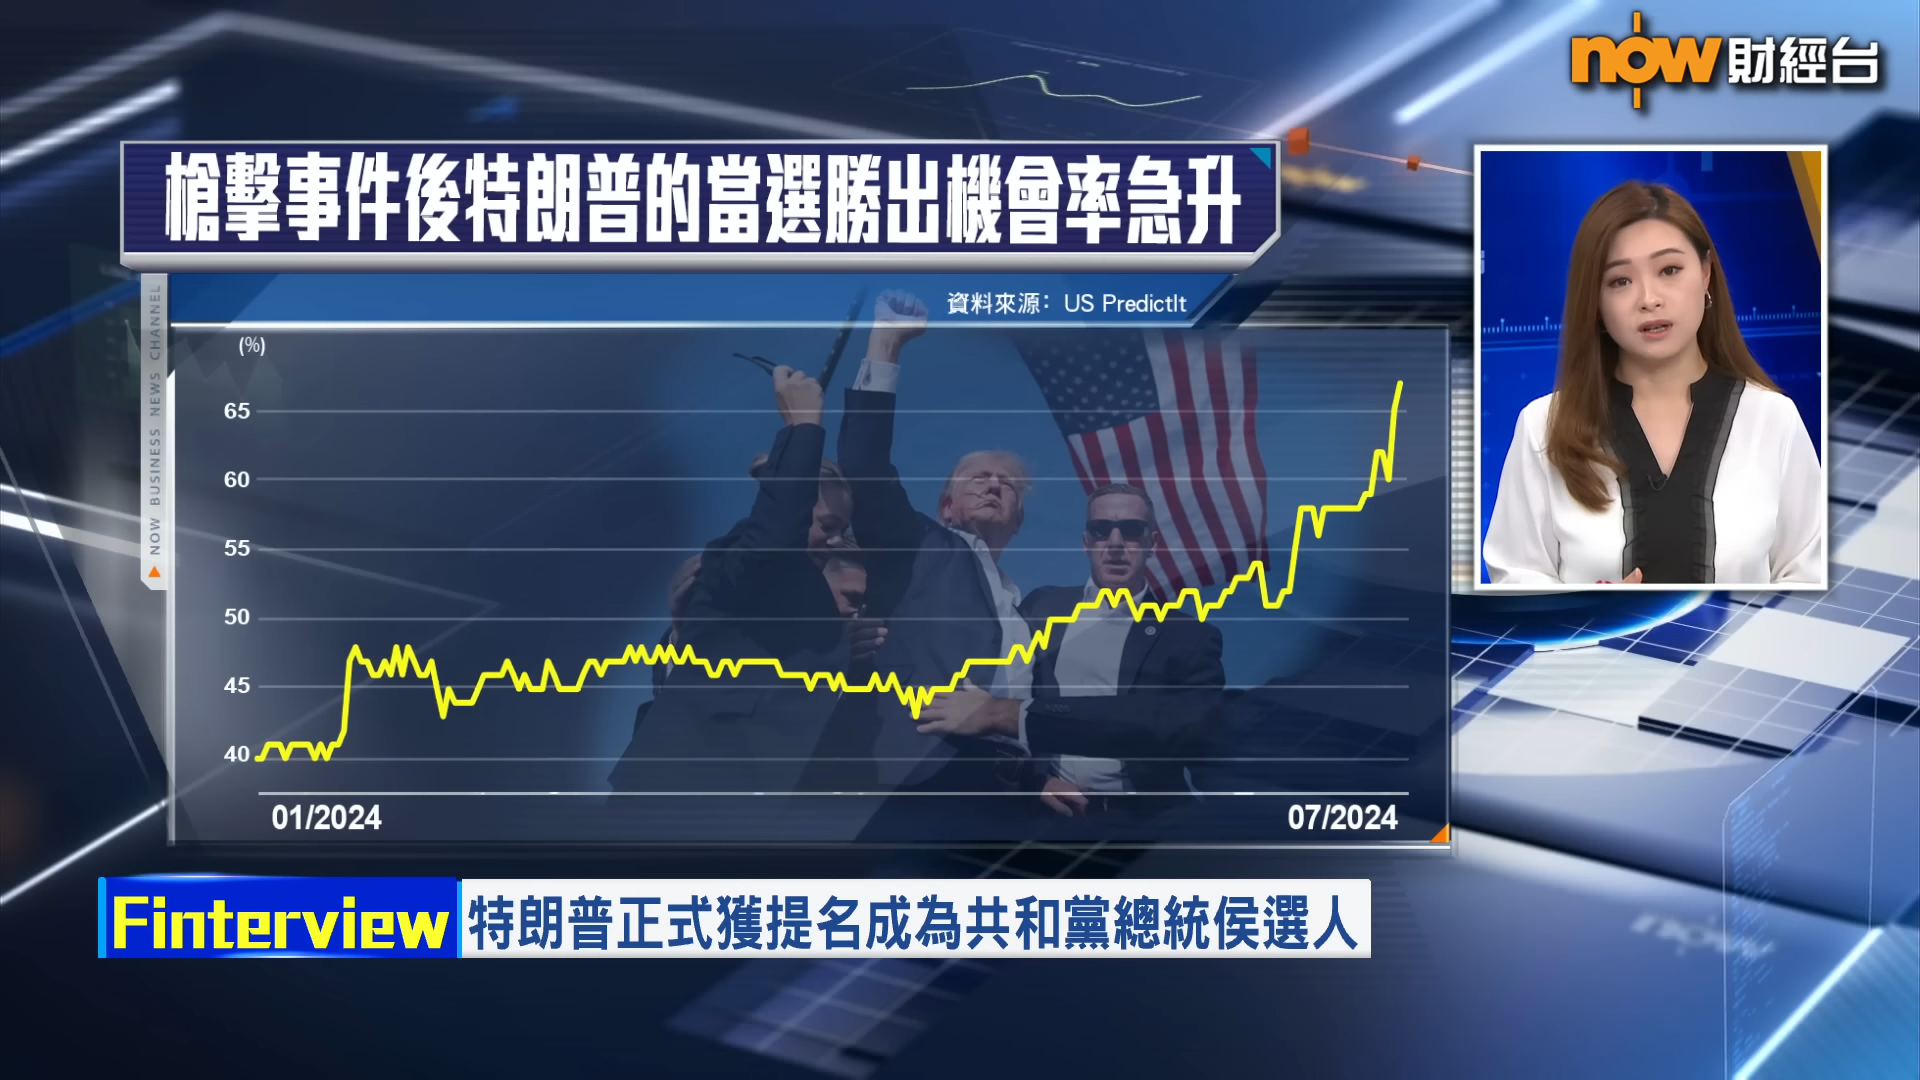 now 財經台
槍擊事件後特朗普的當選勝出機會率急升
資料來源：US PredictIt
NOW BUSINESS NEWS CHANNEL
(%)
65
60
55
50
45
40
01/2024
07/2024
Finterview
特朗普正式獲提名成為共和黨總統侯選人